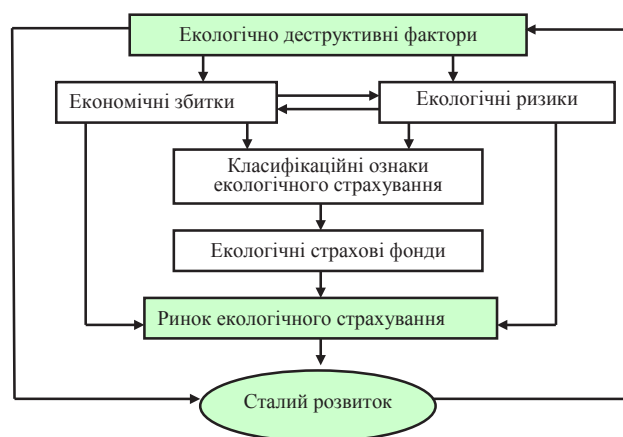 Екологічно деструктивні фактори
Економічні збитки
Екологічні ризики
Класифікаційні ознаки
екологічного страхування
Екологічні страхові фонди
Ринок екологічного страхування
Сталий розвиток